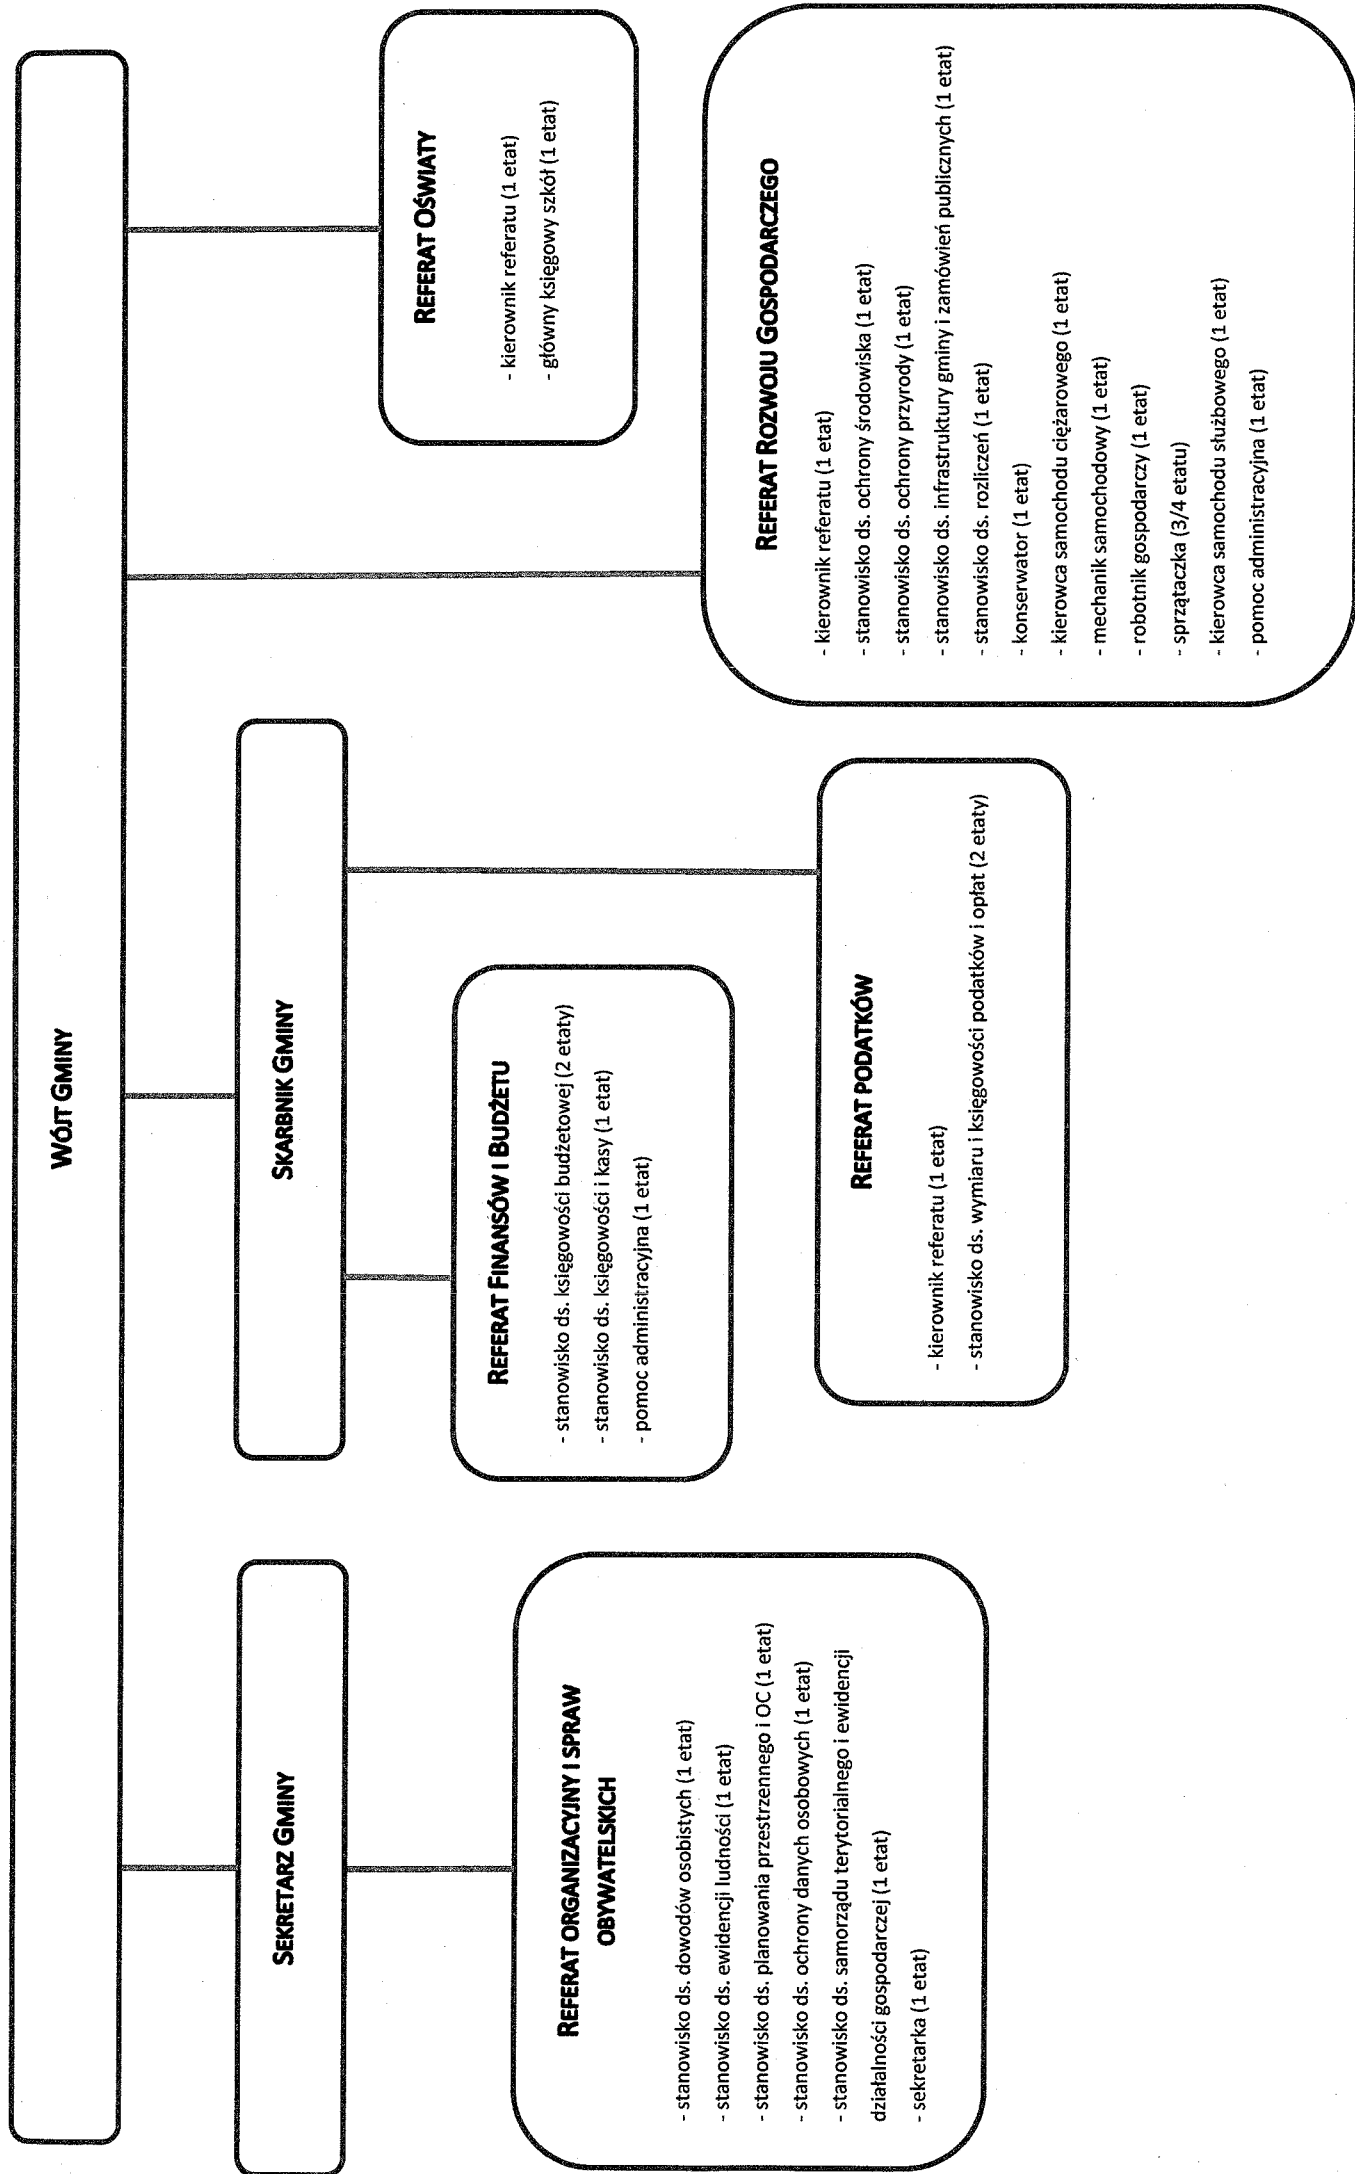 WÓJT GMINY
SEKRETARZ GMINY
REFERAT ORGANIZACYJNY I SPRAW
OBYWATELSKICH
- stanowisko ds. dowodów osobistych (1 etat)
- stanowisko ds. ewidencji ludności (1 etat)
- stanowisko ds. planowania przestrzennego i OC (1 etat)
- stanowisko ds. ochrony danych osobowych (1 etat)
- stanowisko ds. samorządu terytorialnego i ewidencji
działalności gospodarczej (1 etat)
- sekretarka (1 etat)
SKARBNIK GMINY
REFERAT FINANSÓW I BUDŻETU
- stanowisko ds. księgowości budżetowej (2 etaty)
- stanowisko ds. księgowości i kasy (1 etat)
- pomoc administracyjna (1 etat)
REFERAT PODATKÓW
- kierownik referatu (1 etat)
- stanowisko ds. wymiaru i księgowości podatków i opłat (2 etaty)
REFERAT OŚWIATY
- kierownik referatu (1 etat)
- główny księgowy szkół (1 etat)
REFERAT ROZWOJU GOSPODARCZEGO
- kierownik referatu (1 etat)
- stanowisko ds. ochrony środowiska (1 etat)
- stanowisko ds. ochrony przyrody (1 etat)
- stanowisko ds. infrastruktury gminy i zamówień publicznych (1 etat)
- stanowisko ds. rozliczeń (1 etat)
- konserwator (1 etat)
- kierowca samochodu ciężarowego (1 etat)
- mechanik samochodowy (1 etat)
- robotnik gospodarczy (1 etat)
- sprzątaczka (3/4 etatu)
- kierowca samochodu służbowego (1 etat)
- pomoc administracyjna (1 etat)